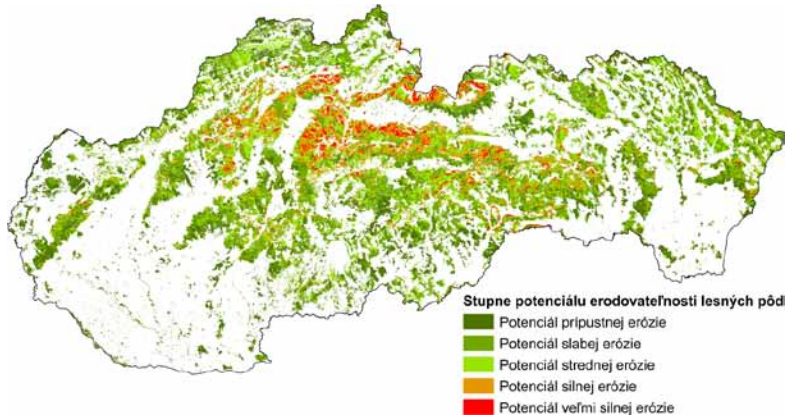 Stupne potenciálu erodovateľnosti lesných pôd
Potenciál prípustnej erózie
Potenciál slabej erózie
Potenciál strednej erózie
Potenciál silnej erózie
Potenciál veľmi silnej erózie